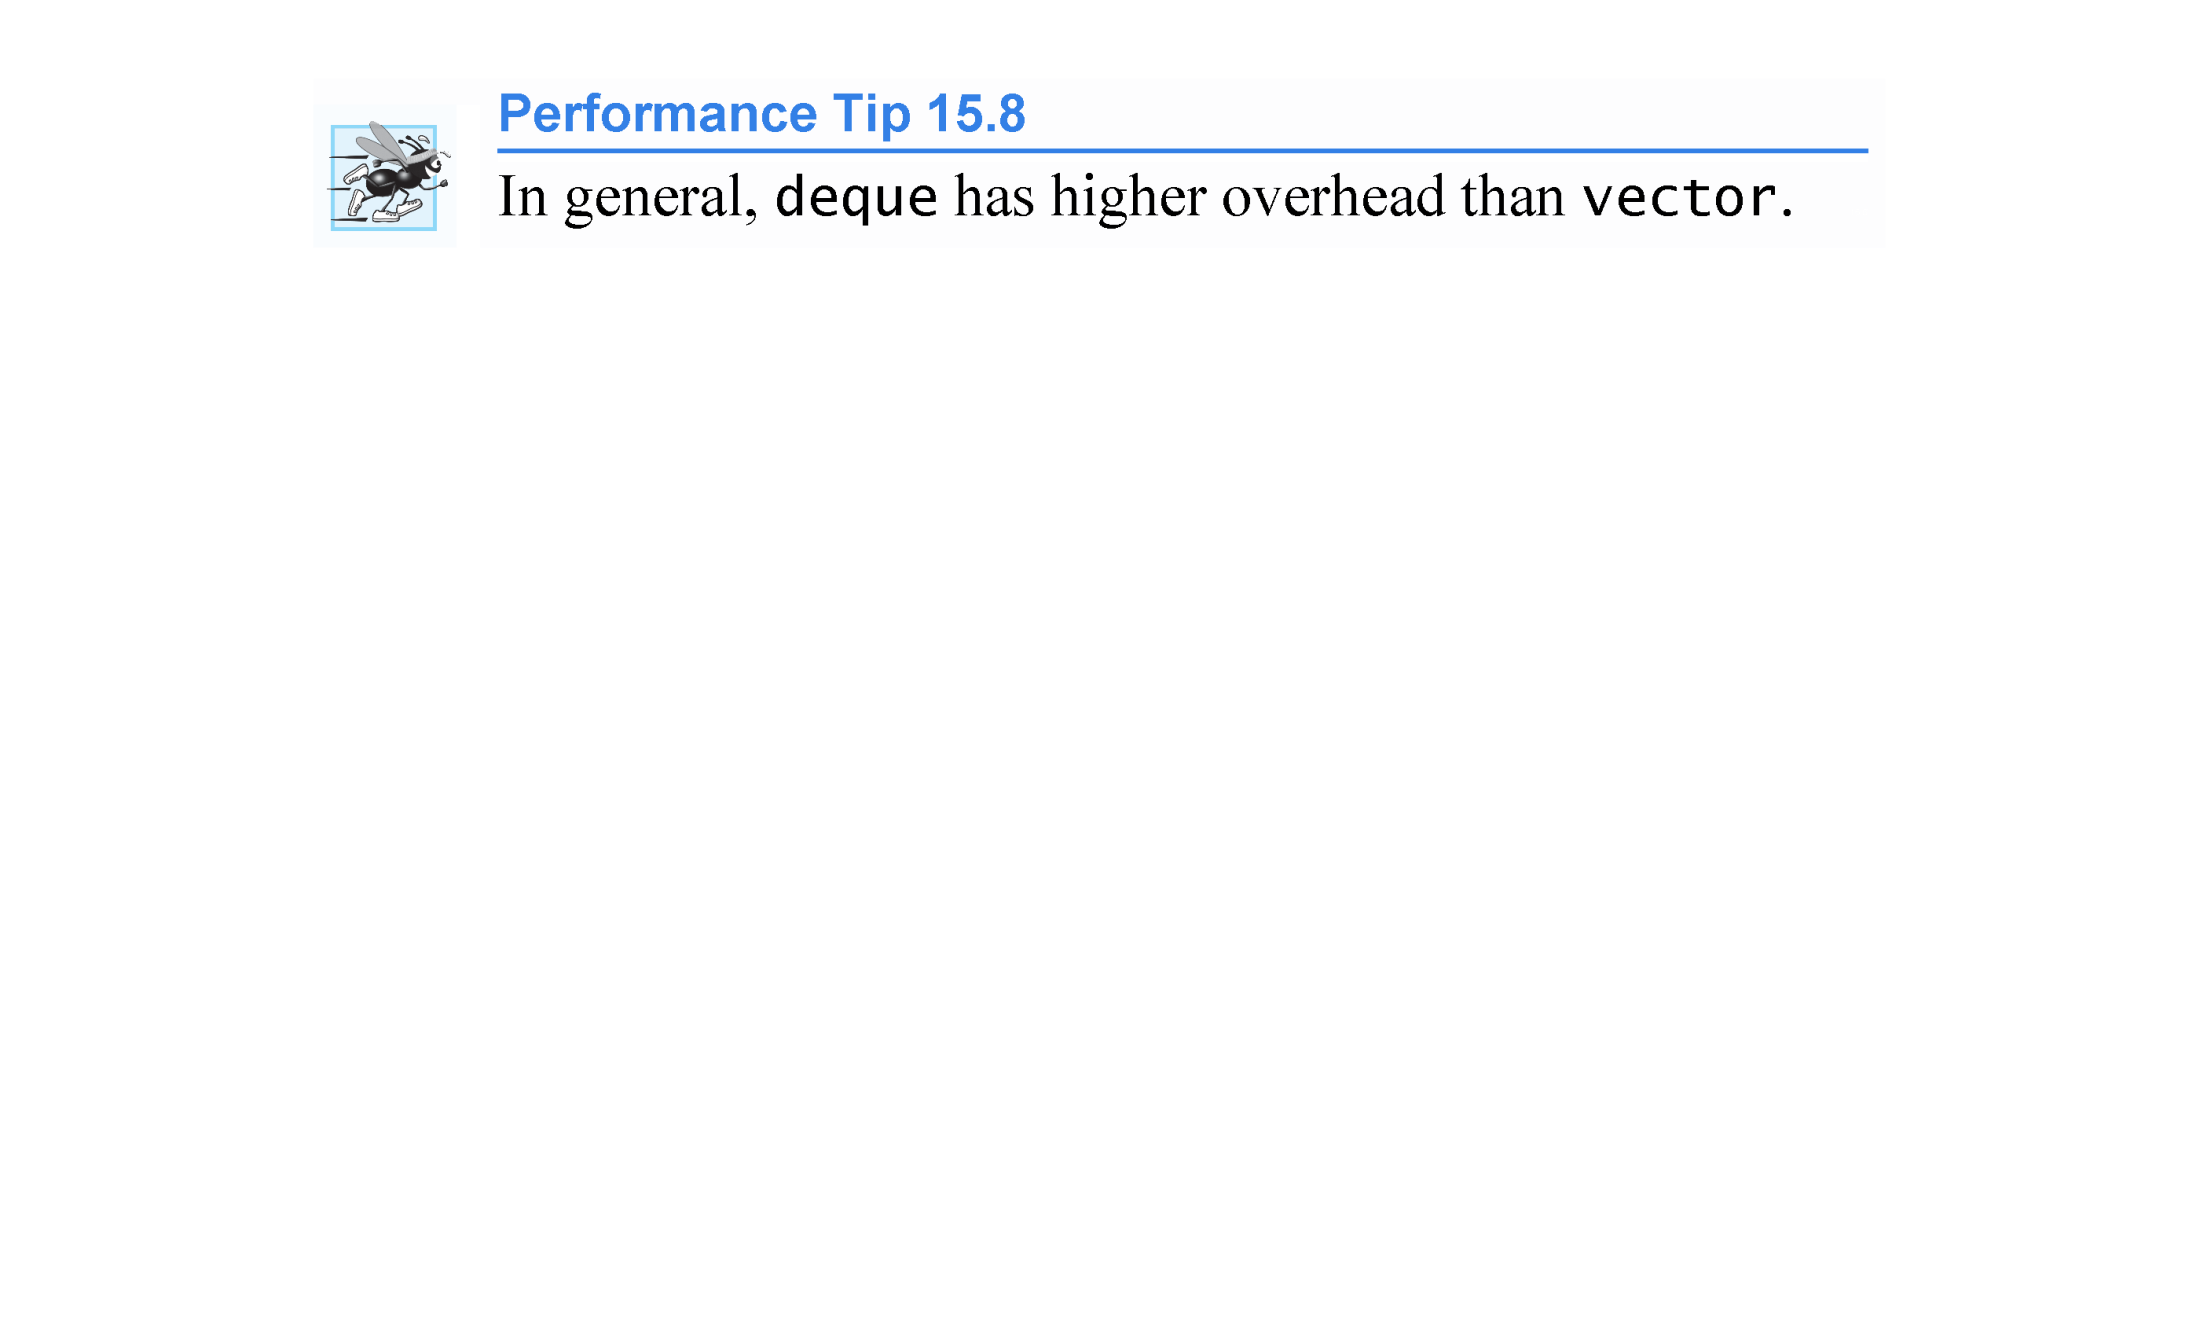 Performance Tip 15.8
In general, deque has higher overhead than vector.